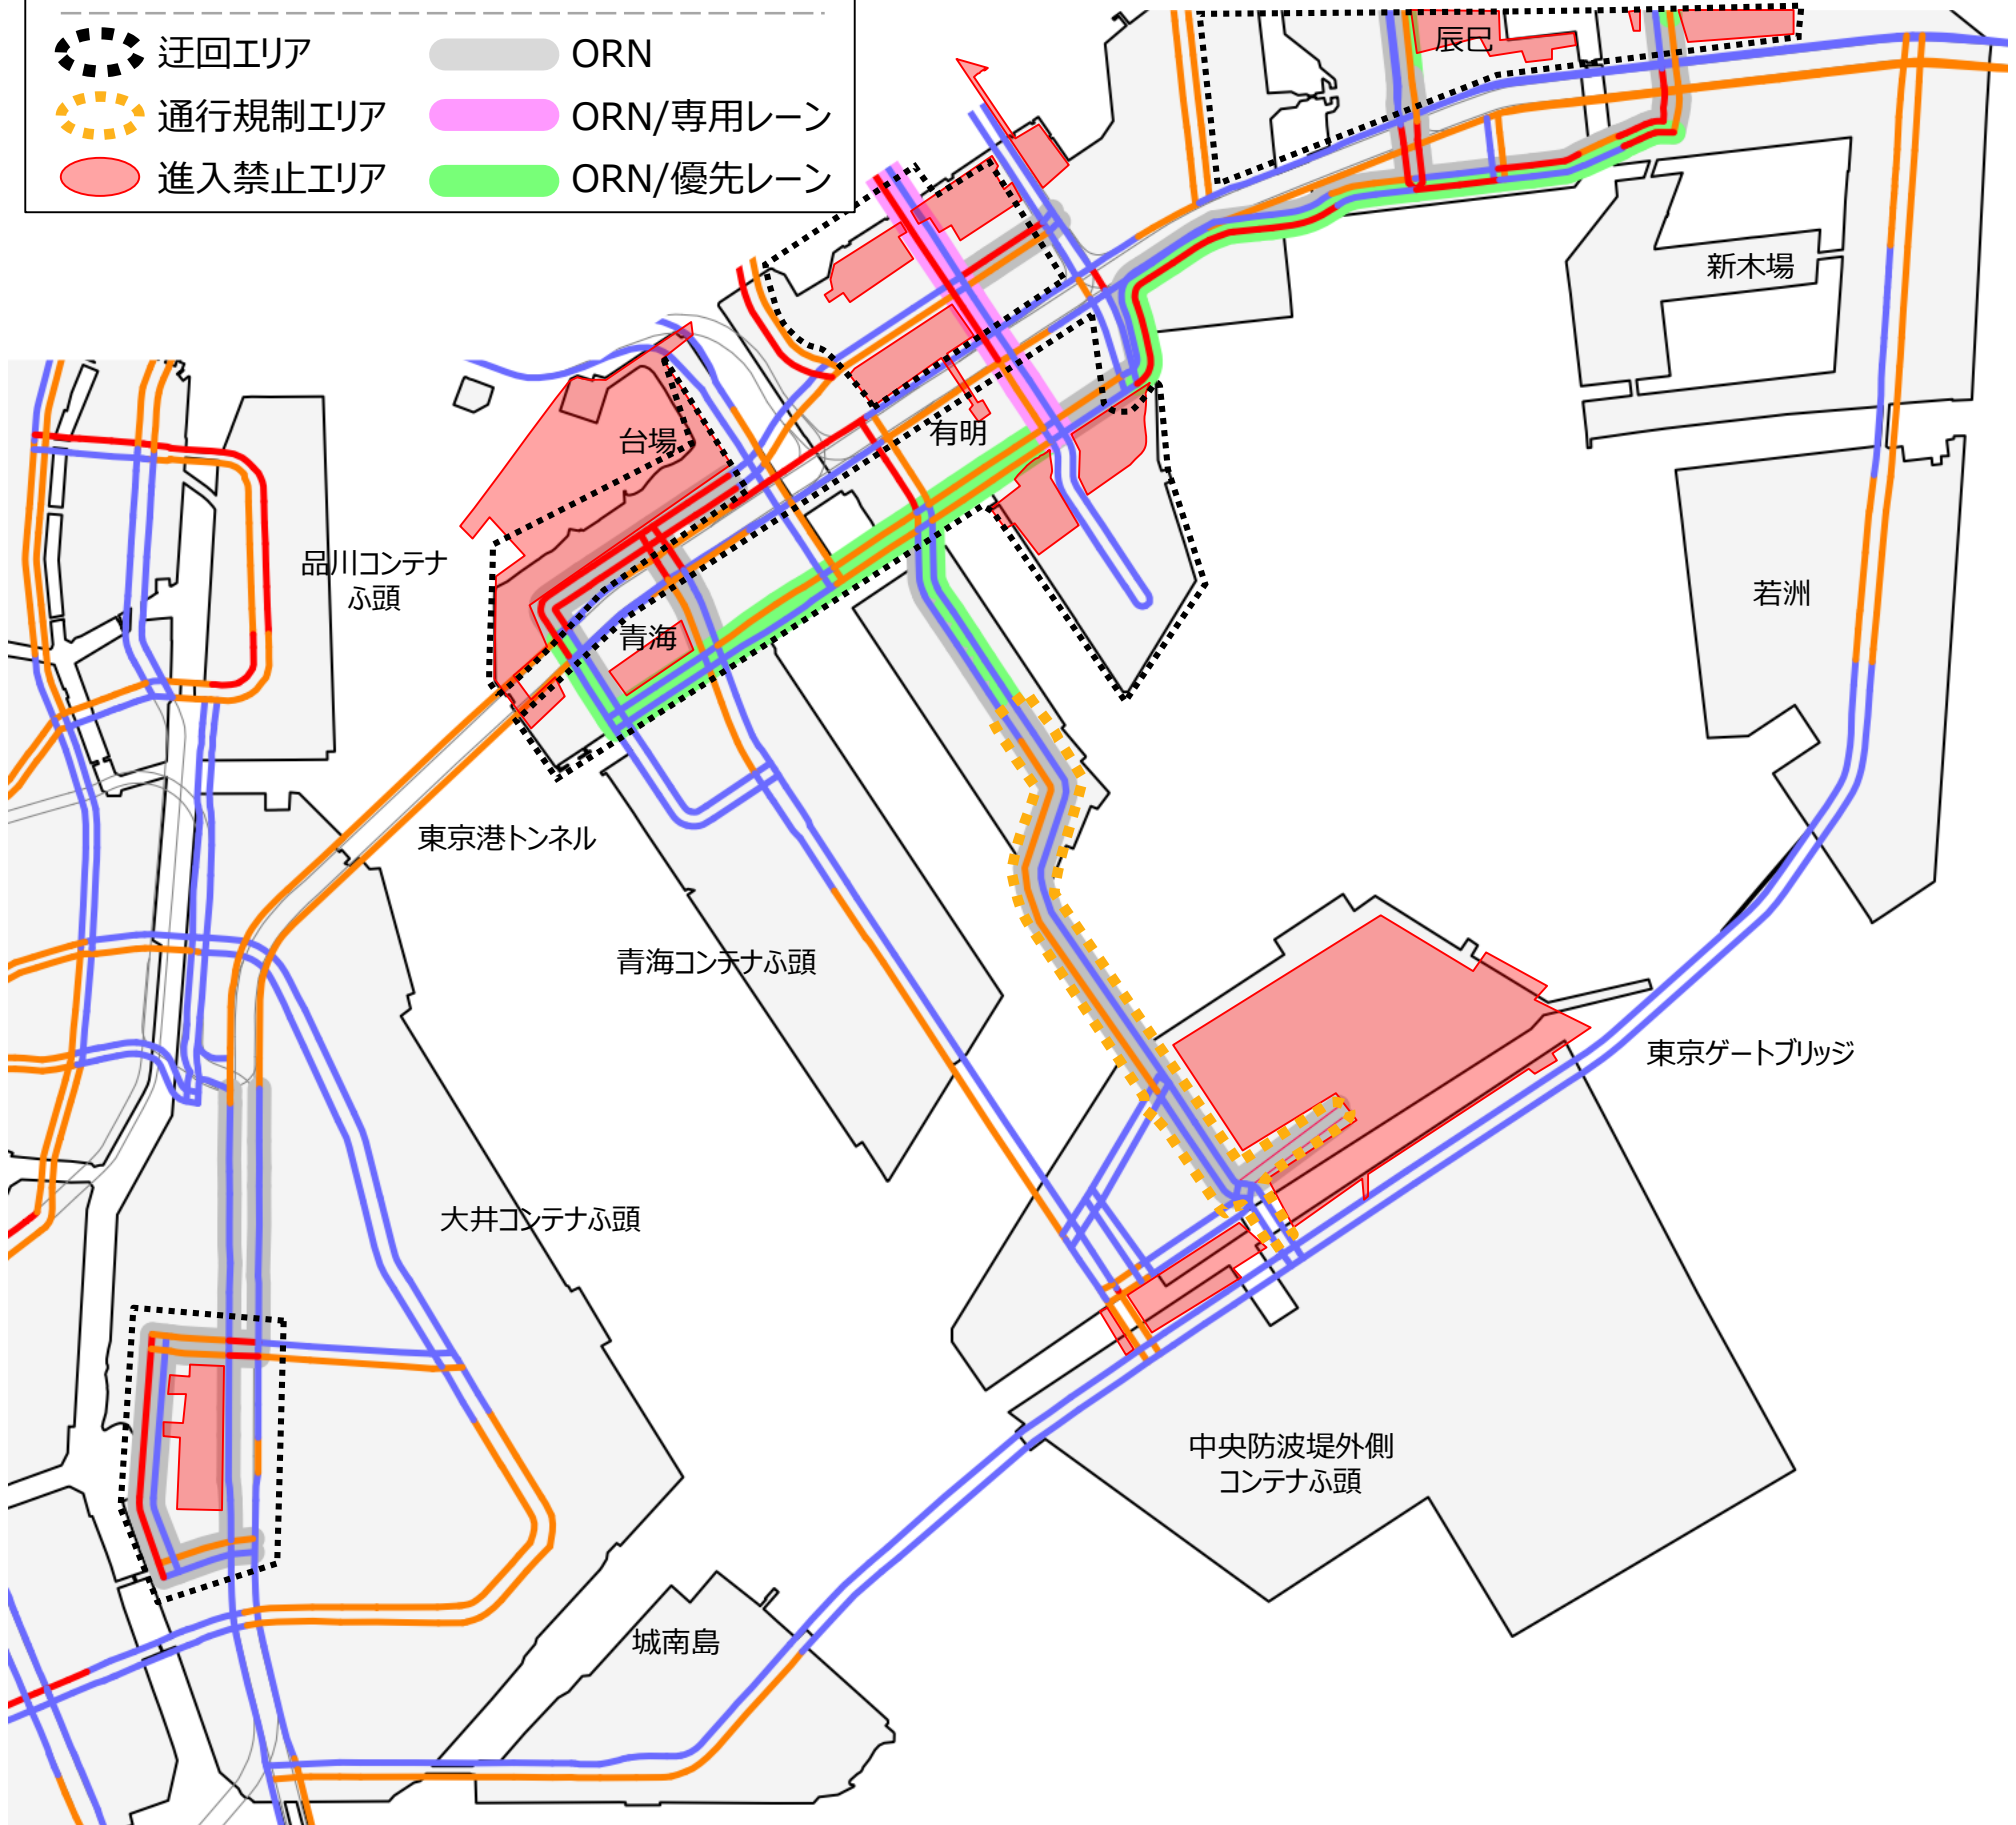 迂回エリア
ORN
通行規制エリア
ORN/専用レーン
進入禁止エリア
ORN/優先レーン
辰巳
新木場
台場
有明
品川コンテナ
ふ頭
若洲
青海
東京港トンネル
青海コンテナふ頭
東京ゲートブリッジ
大井コンテナふ頭
中央防波堤外側
コンテナふ頭
城南島